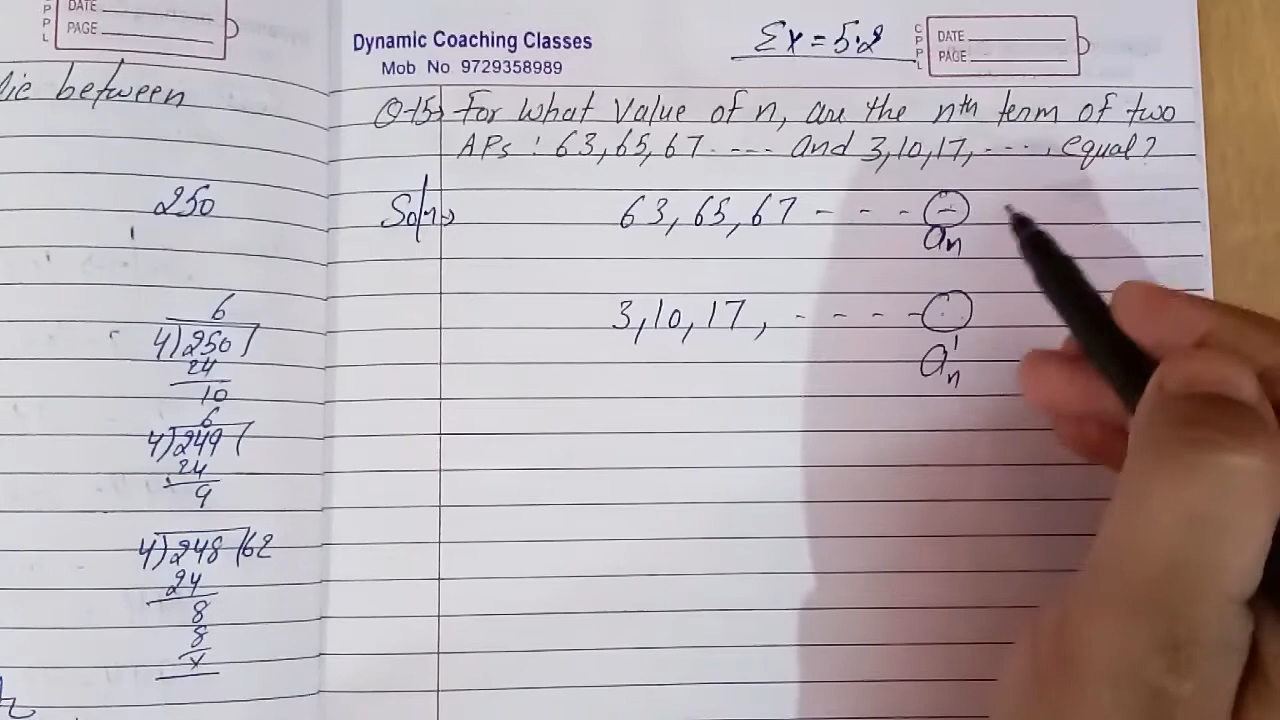 DATE
PAGE
lie between
250
6
4)250(
24
10
6
4)249(
24
9
4)248(62
24
8
8
x
Dynamic Coaching Classes
Mob No 9729358989
Ex = 5.2
CPPL
DATE
PAGE
Q-15) For what value of n, are the nth term of two
APs : 63, 65, 67 ---- and 3, 10, 17, ----, equal?
Soln
63, 65, 67 - - - -
an
3, 10, 17, - - - - -
a'n